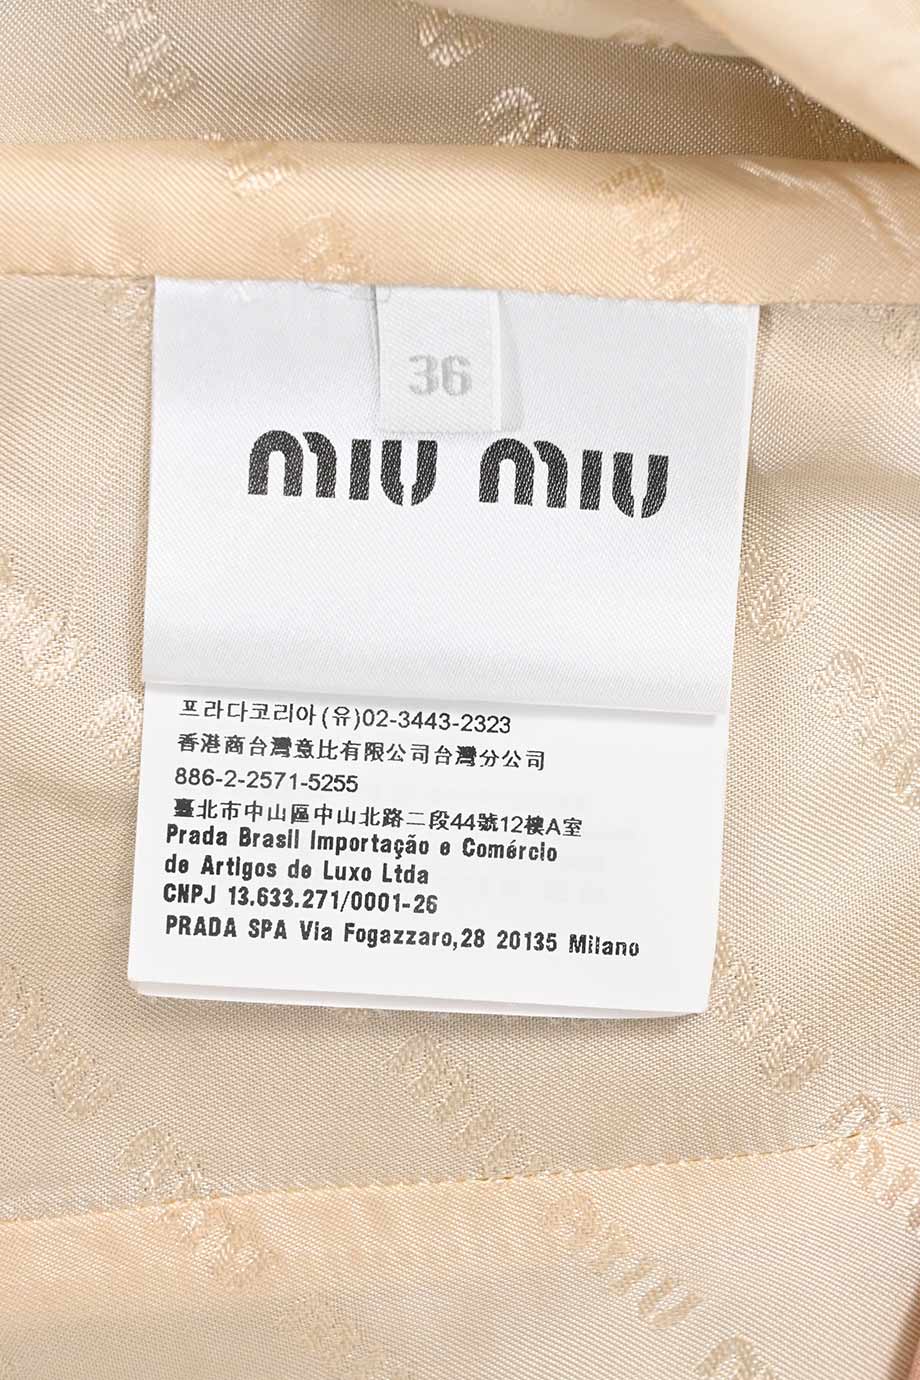 36
miu miu
프라다코리아(유)02-3443-2323
香港商台灣意比有限公司台灣分公司
886-2-2571-5255
臺北市中山區中山北路二段44號12樓A室
Prada Brasil Importação e Comércio
de Artigos de Luxo Ltda
CNPJ 13.633.271/0001-26
PRADA SPA Via Fogazzaro,28 20135 Milano